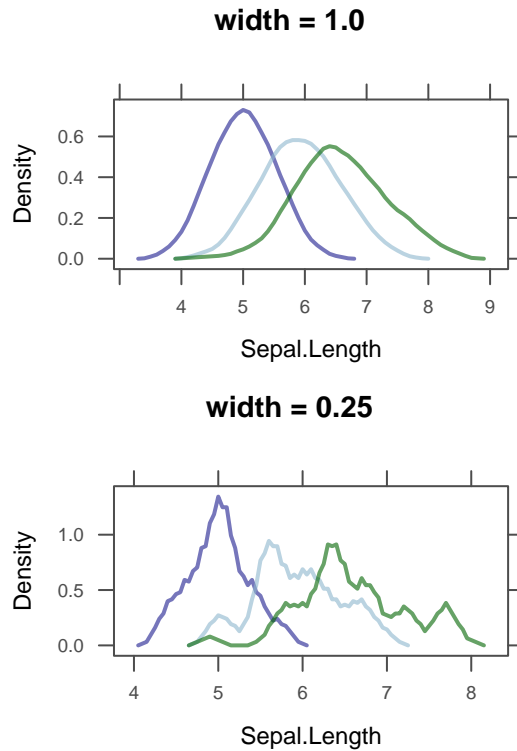 width = 1.0
Density
0.0
0.2
0.4
0.6
4 5 6 7 8 9
Sepal.Length
width = 0.25
Density
0.0
0.5
1.0
4 5 6 7 8
Sepal.Length